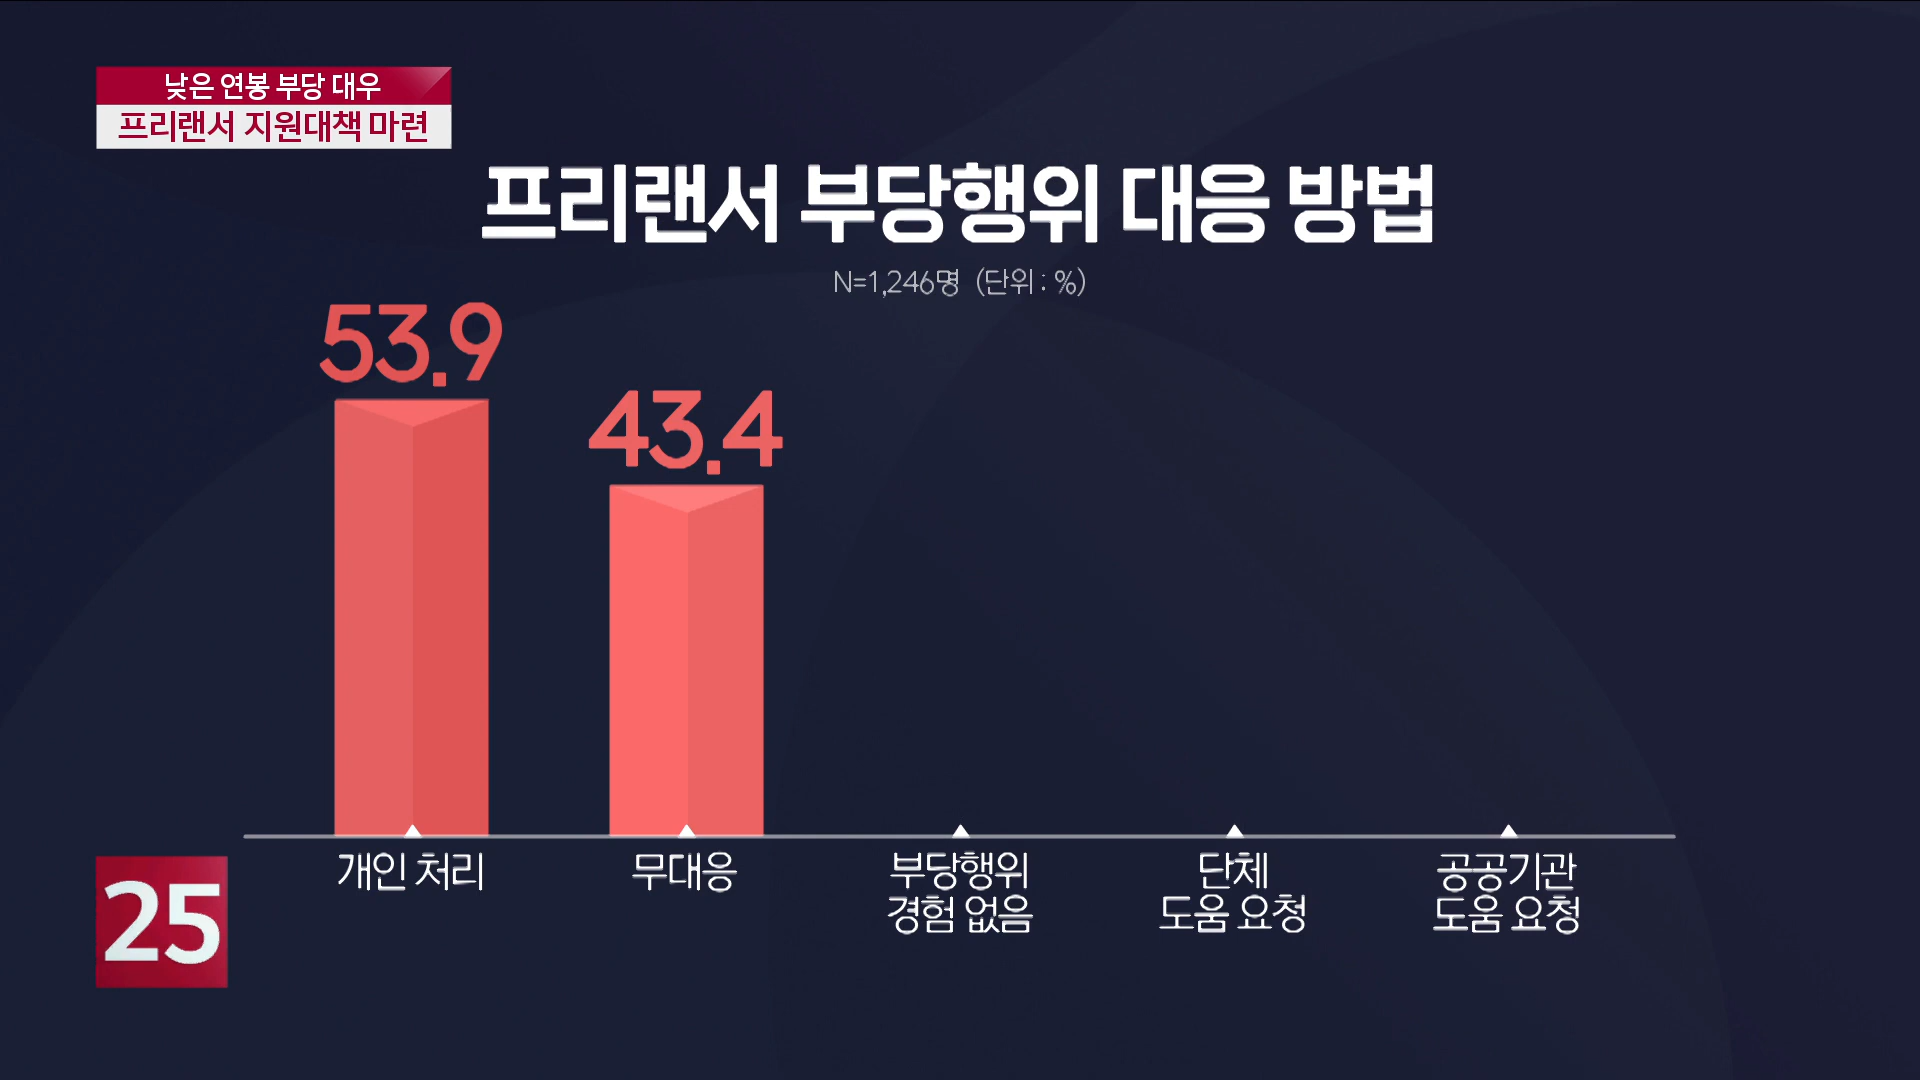 낮은 연봉 부당 대우
프리랜서 지원대책 마련
프리랜서 부당행위 대응 방법
N=1,246명 (단위 : %)
53.9
43.4
개인 처리
무대응
부당행위
경험 없음
단체
도움 요청
공공기관
도움 요청
25